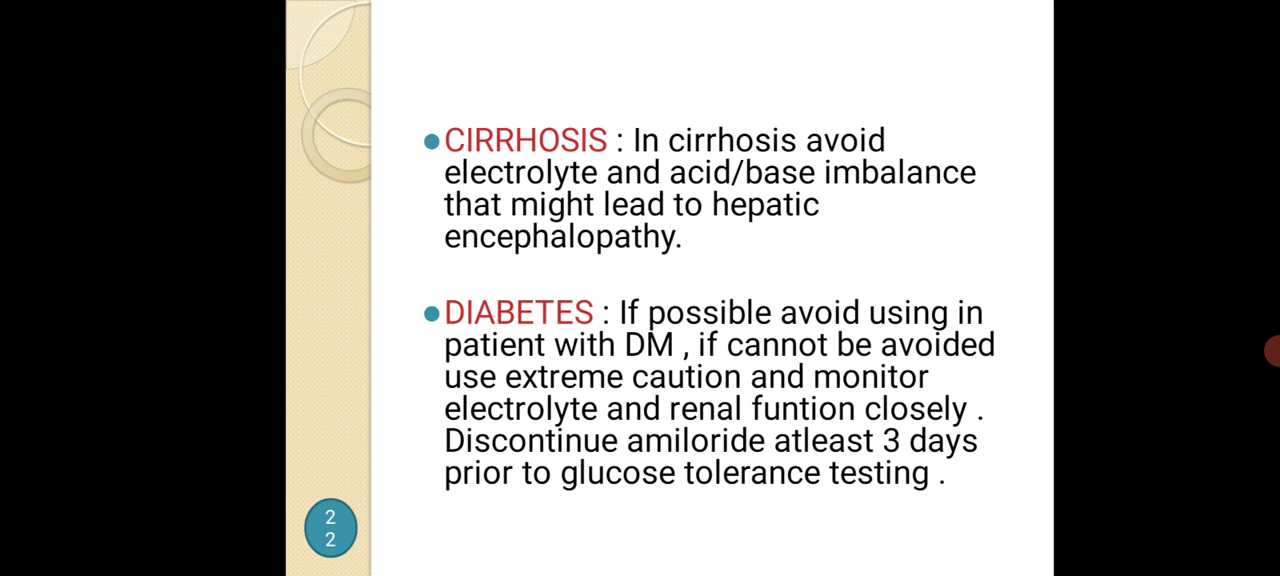 CIRRHOSIS : In cirrhosis avoid
electrolyte and acid/base imbalance
that might lead to hepatic
encephalopathy.
DIABETES : If possible avoid using in
patient with DM , if cannot be avoided
use extreme caution and monitor
electrolyte and renal funtion closely .
Discontinue amiloride atleast 3 days
prior to glucose tolerance testing .
2
2